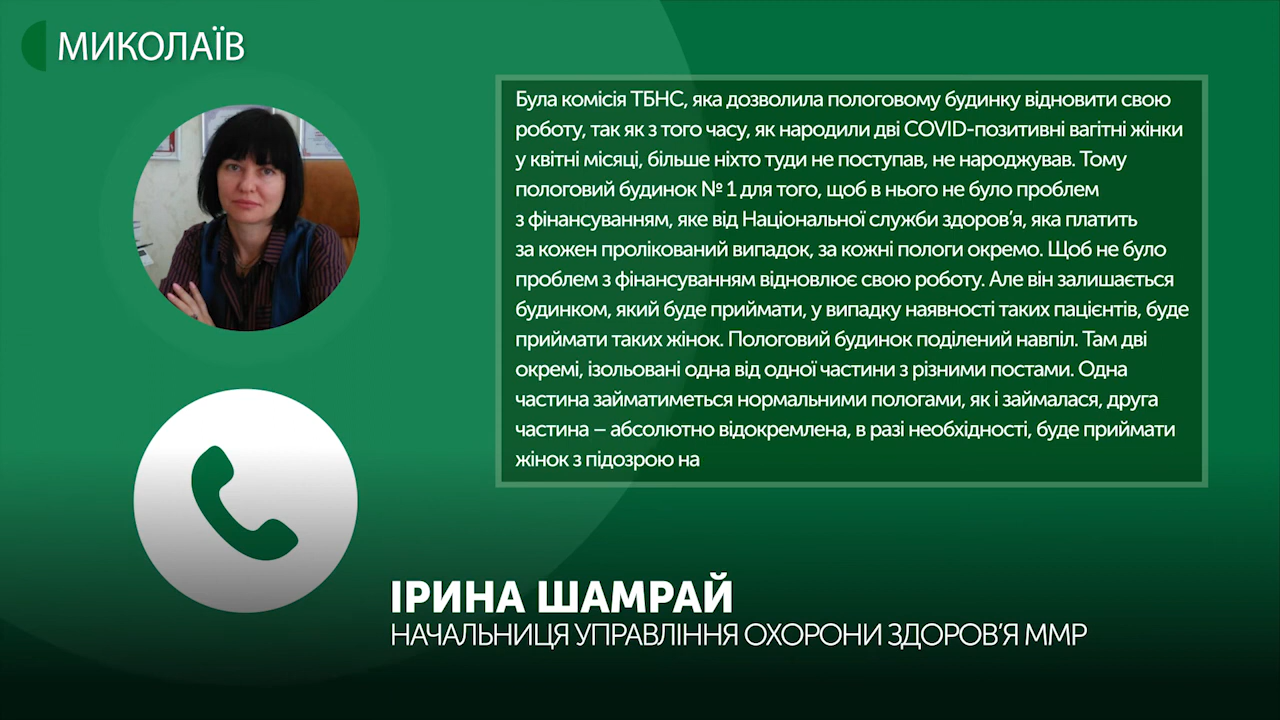 МИКОЛАЇВ
Була комісія ТБНС, яка дозволила пологовому будинку відновити свою
роботу, так як з того часу, як народили дві COVID-позитивні вагітні жінки
у квітні місяці, більше ніхто туди не поступав, не народжував. Тому
пологовий будинок № 1 для того, щоб в нього не було проблем
з фінансуванням, яке від Національної служби здоров’я, яка платить
за кожен пролікований випадок, за кожні пологи окремо. Щоб не було
проблем з фінансуванням відновлює свою роботу. Але він залишається
будинком, який буде приймати, у випадку наявності таких пацієнтів, буде
приймати таких жінок. Пологовий будинок поділений навпіл. Там дві
окремі, ізольовані одна від одної частини з різними постами. Одна
частина займатиметься нормальними пологами, як і займалася, друга
частина – абсолютно відокремлена, в разі необхідності, буде приймати
жінок з підозрою на
ІРИНА ШАМРАЙ
НАЧАЛЬНИЦЯ УПРАВЛІННЯ ОХОРОНИ ЗДОРОВ’Я ММР